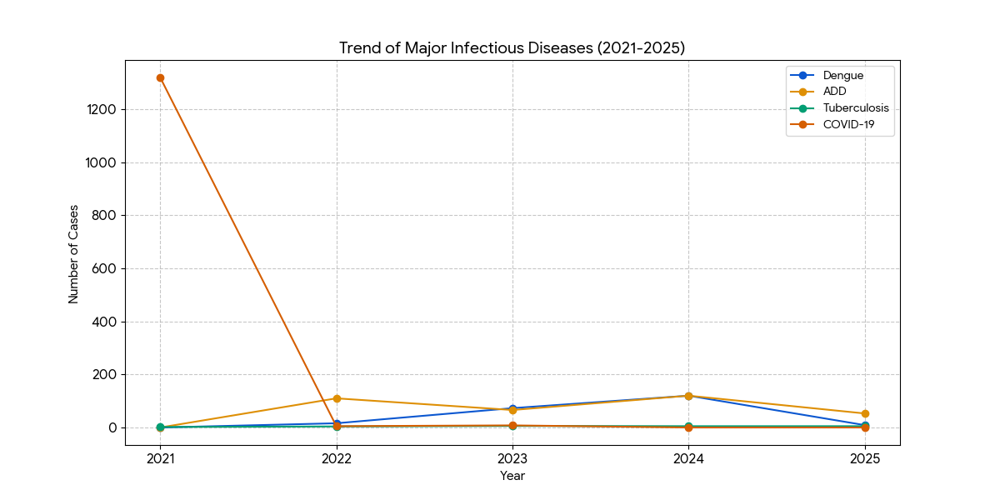 Trend of Major Infectious Diseases (2021-2025)
Dengue
ADD
Tuberculosis
COVID-19
1200
1000
800
600
400
200
0
Number of Cases
2021 2022 2023 2024 2025
Year